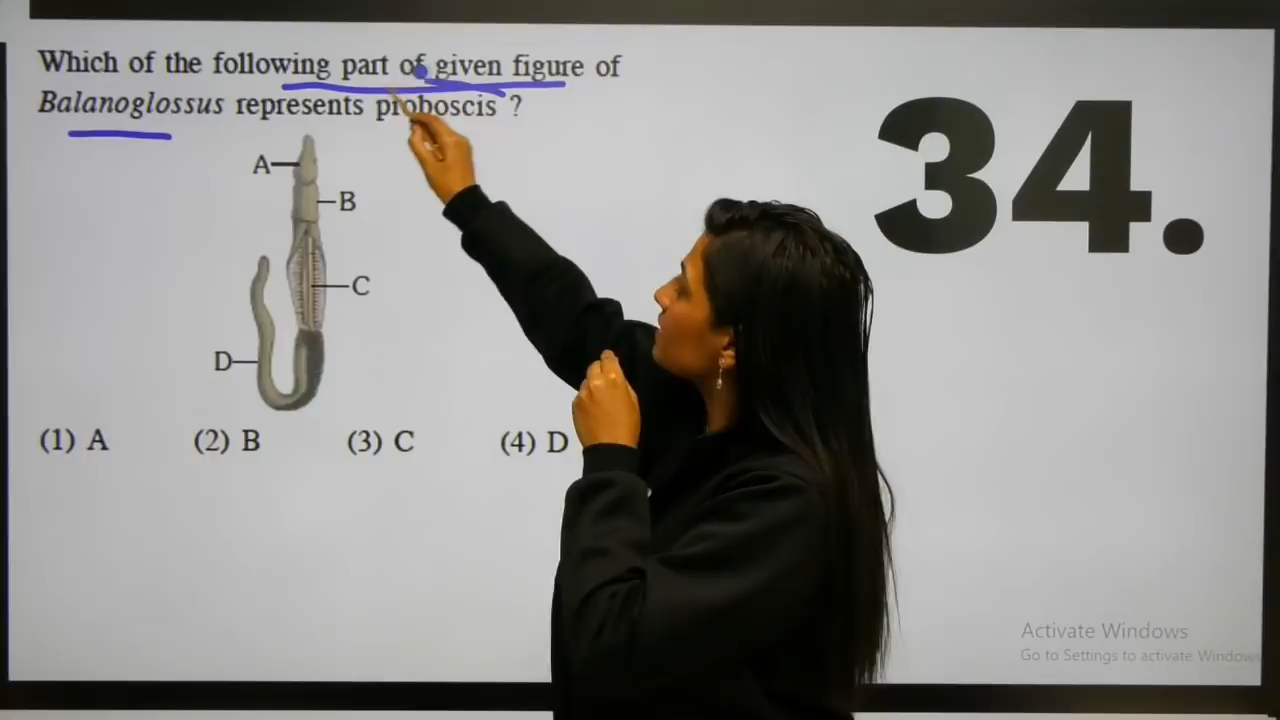 Which of the following part of given figure of
Balanoglossus represents proboscis ?
34.
A
B
C
D
(1) A (2) B (3) C (4) D
Activate Windows
Go to Settings to activate Windows